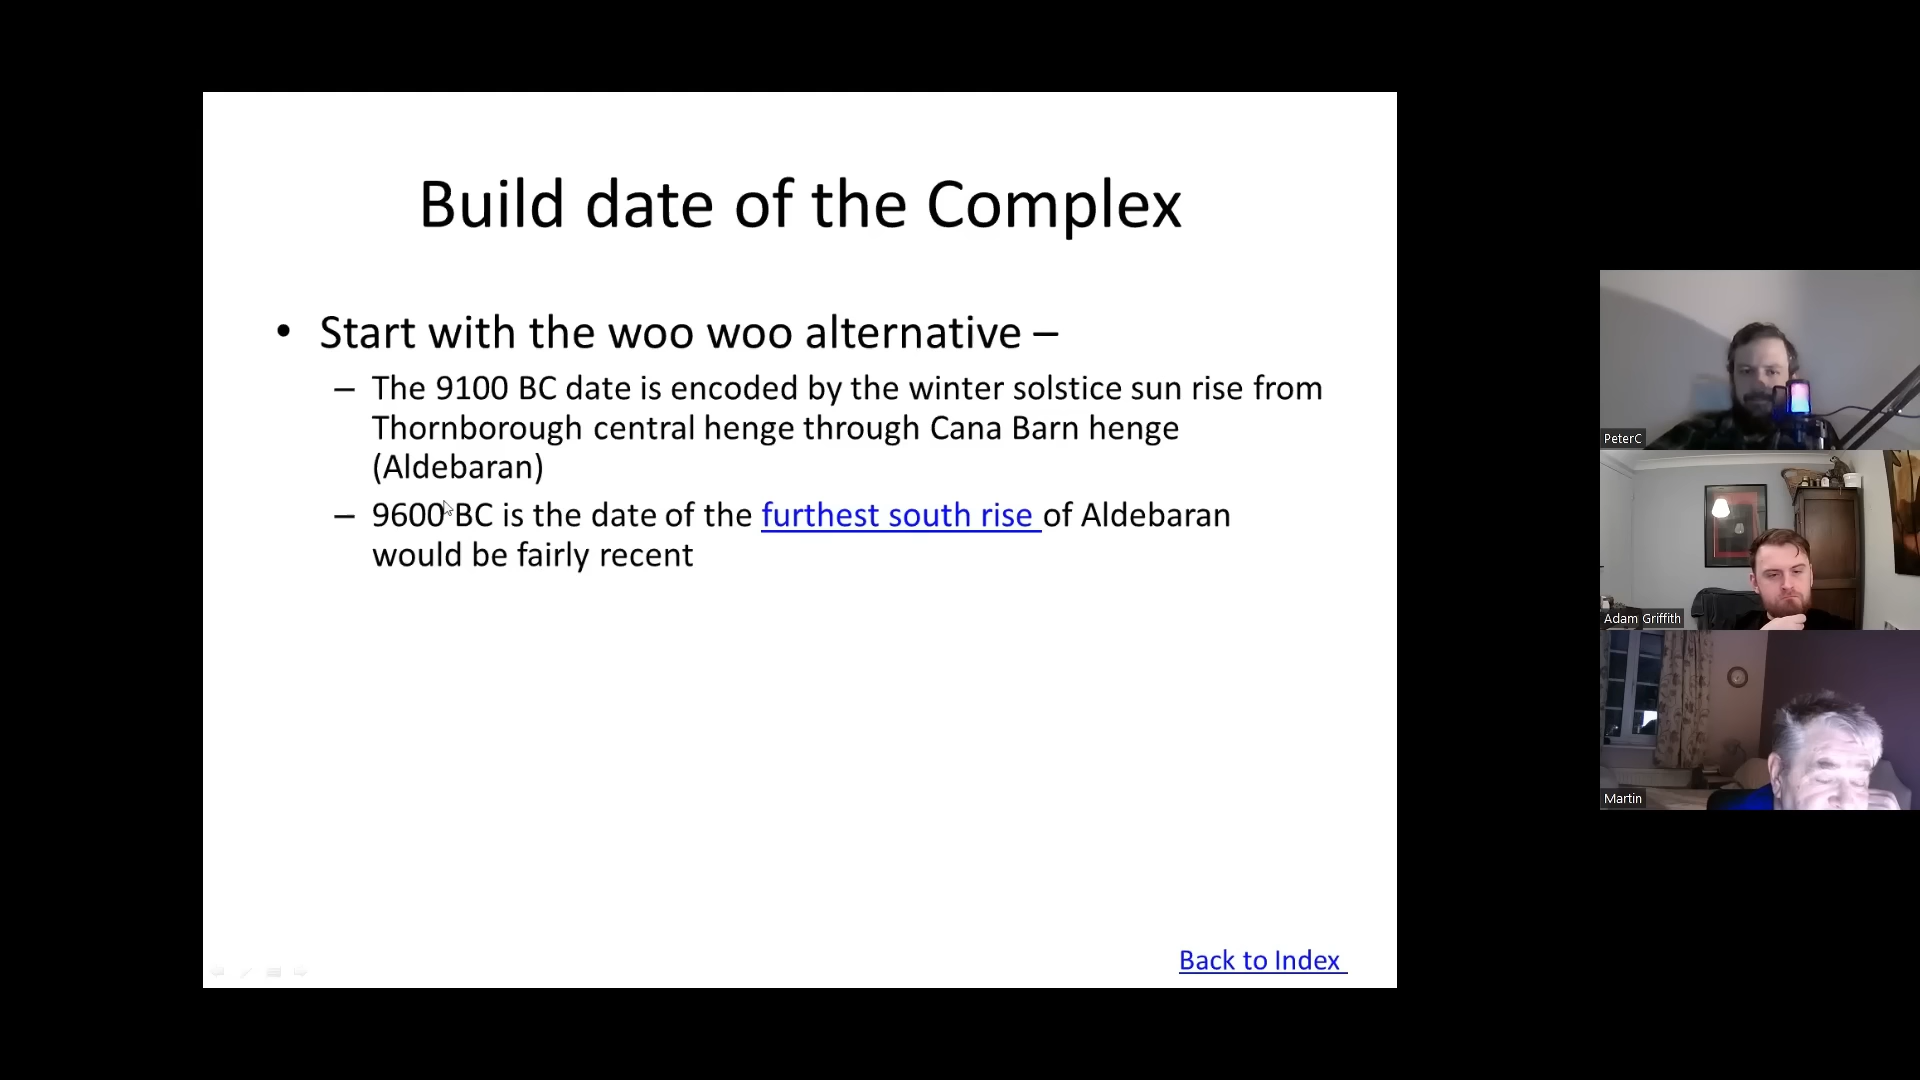 Build date of the Complex
• Start with the woo woo alternative –
– The 9100 BC date is encoded by the winter solstice sun rise from
Thornborough central henge through Cana Barn henge
(Aldebaran)
– 9600 BC is the date of the furthest south rise of Aldebaran
would be fairly recent
Back to Index
PeterC
Adam Griffith
Martin